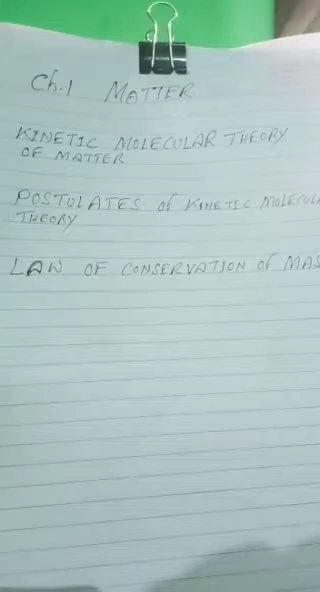 Ch.1 MATTER
KINETIC MOLECULAR THEORY
OF MATTER
POSTULATES of KINETIC MOLECUL
THEORY
LAW OF CONSERVATION of MAS